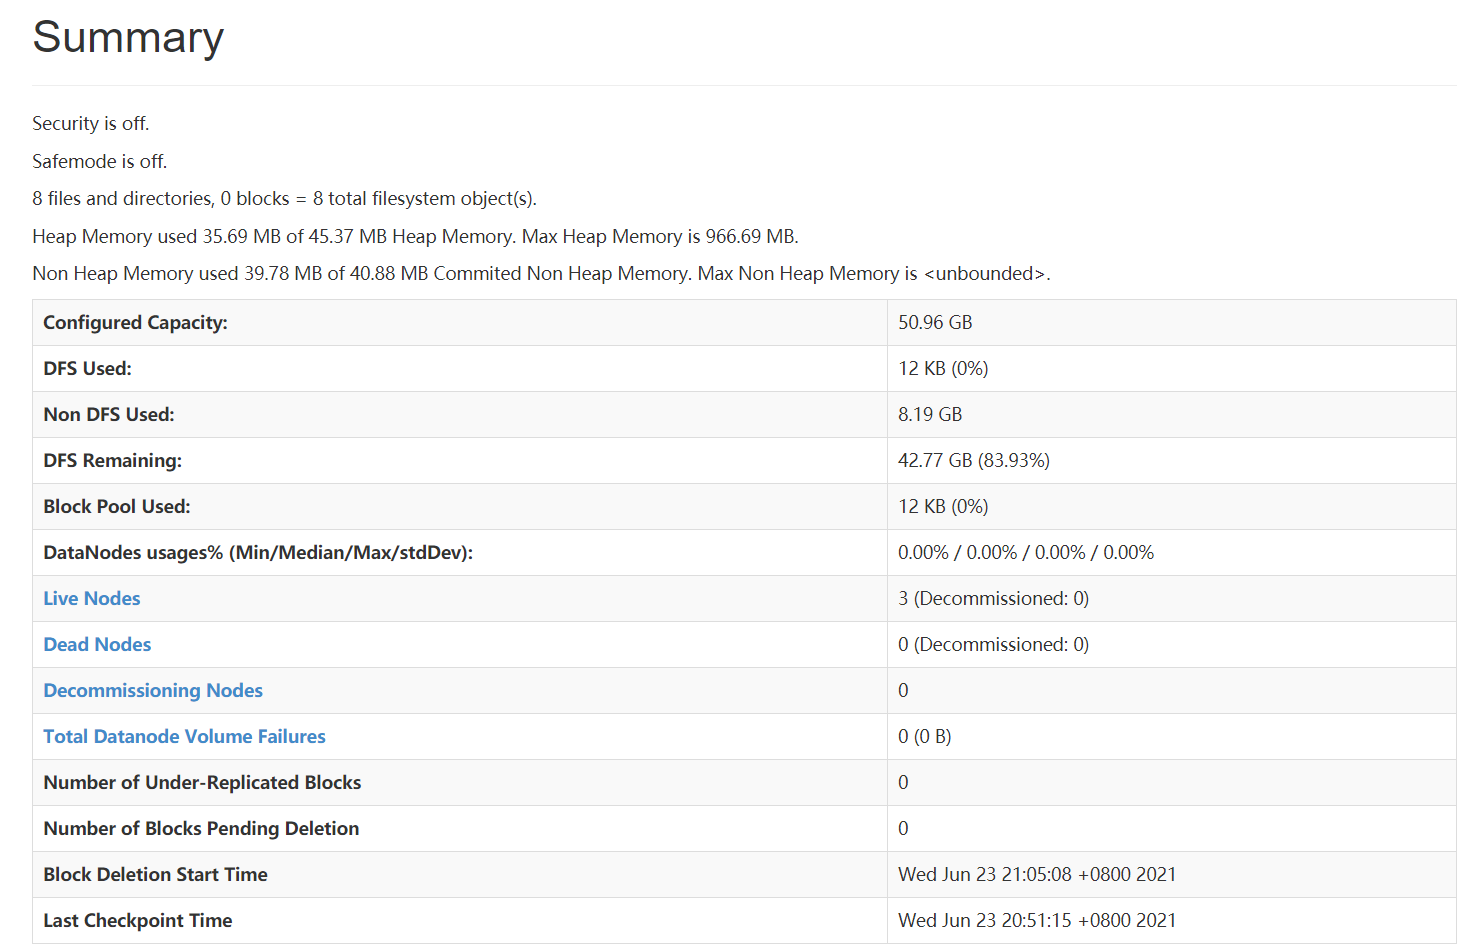 Summary
Security is off.
Safemode is off.
8 files and directories, 0 blocks = 8 total filesystem object(s).
Heap Memory used 35.69 MB of 45.37 MB Heap Memory. Max Heap Memory is 966.69 MB.
Non Heap Memory used 39.78 MB of 40.88 MB Commited Non Heap Memory. Max Non Heap Memory is <unbounded>.
Configured Capacity: 50.96 GB
DFS Used: 12 KB (0%)
Non DFS Used: 8.19 GB
DFS Remaining: 42.77 GB (83.93%)
Block Pool Used: 12 KB (0%)
DataNodes usages% (Min/Median/Max/stdDev): 0.00% / 0.00% / 0.00% / 0.00%
Live Nodes 3 (Decommissioned: 0)
Dead Nodes 0 (Decommissioned: 0)
Decommissioning Nodes 0
Total Datanode Volume Failures 0 (0 B)
Number of Under-Replicated Blocks 0
Number of Blocks Pending Deletion 0
Block Deletion Start Time Wed Jun 23 21:05:08 +0800 2021
Last Checkpoint Time Wed Jun 23 20:51:15 +0800 2021